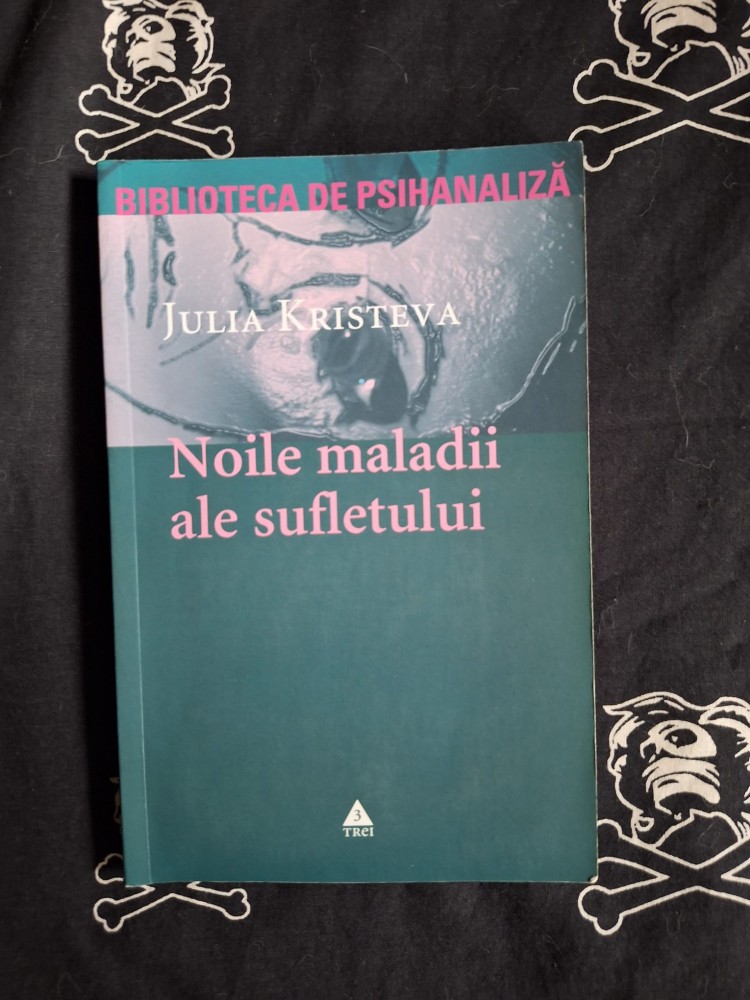 BIBLIOTECA DE PSIHANALIZĂ
JULIA KRISTEVA
Noile maladii
ale sufletului
3
TREI